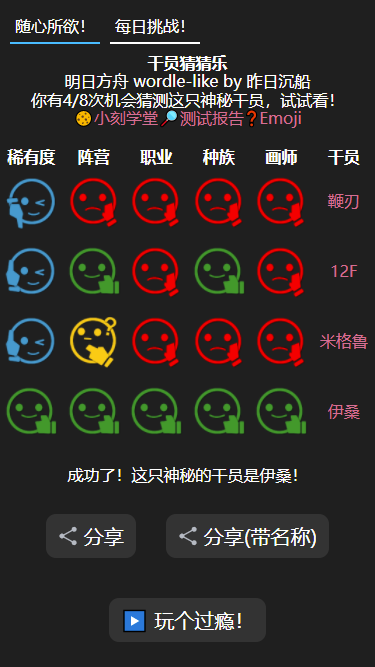 随心所欲！ 每日挑战！
干员猜猜乐
明日方舟 wordle-like by 昨日沉船
你有4/8次机会猜测这只神秘干员，试试看！
小刻学堂 测试报告❓Emoji
稀有度 阵营 职业 种族 画师 干员
鞭刃
12F
米格鲁
伊桑
成功了！这只神秘的干员是伊桑！
分享 分享(带名称)
玩个过瘾！